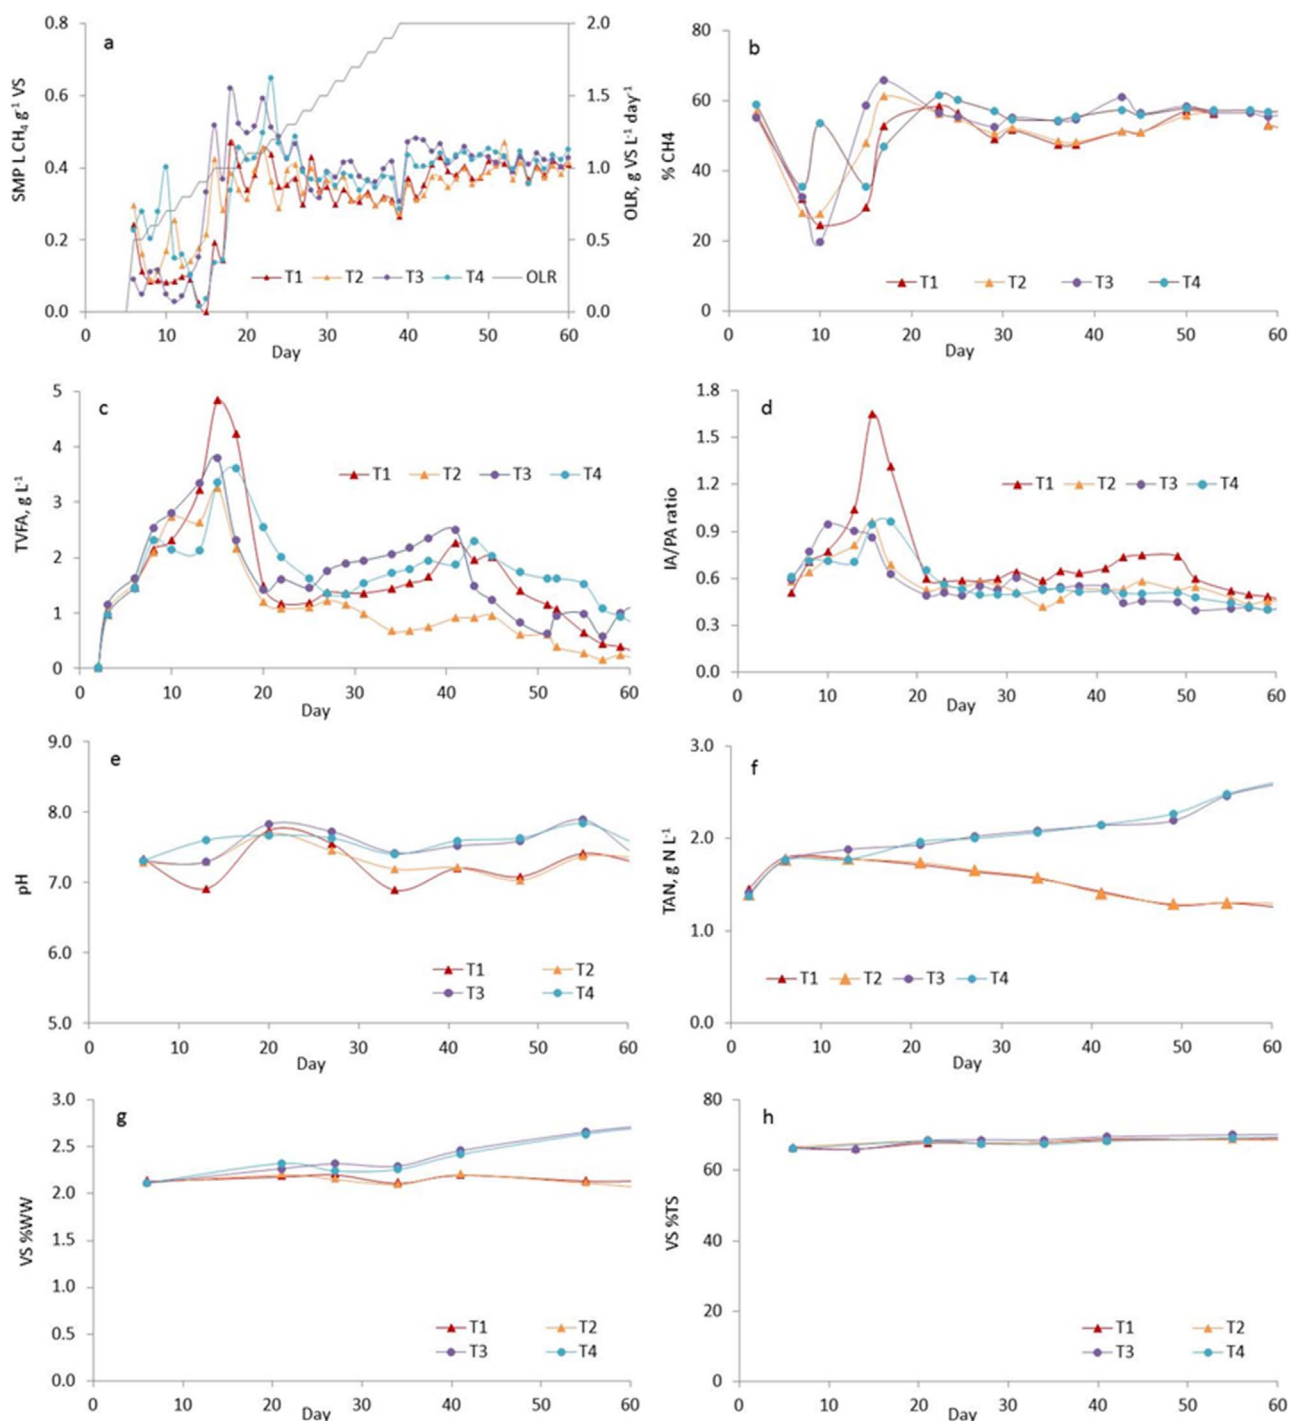 a
SMP L CH4 g-1 VS
0.8
0.6
0.4
0.2
0.0
2.0
1.5
1.0
0.5
0.0
OLR, g VS L-1 day-1
T1 T2 T3 T4 OLR
0 10 20 30 40 50 60
Day
b
% CH4
80
60
40
20
0
T1 T2 T3 T4
0 10 20 30 40 50 60
Day
c
TVFA, g L-1
5
4
3
2
1
0
T1 T2 T3 T4
0 10 20 30 40 50 60
Day
d
IA/PA ratio
1.8
1.5
1.2
0.9
0.6
0.3
0.0
T1 T2 T3 T4
0 10 20 30 40 50 60
Day
e
pH
9.0
8.0
7.0
6.0
5.0
T1 T2
T3 T4
0 10 20 30 40 50 60
Day
f
TAN, g N L-1
3.0
2.0
1.0
0.0
T1 T2 T3 T4
0 10 20 30 40 50 60
Day
g
VS %WW
3.0
2.5
2.0
1.5
1.0
0.5
0.0
T1 T2
T3 T4
0 10 20 30 40 50 60
Day
h
VS %TS
80
60
40
20
0
T1 T2
T3 T4
0 10 20 30 40 50 60
Day